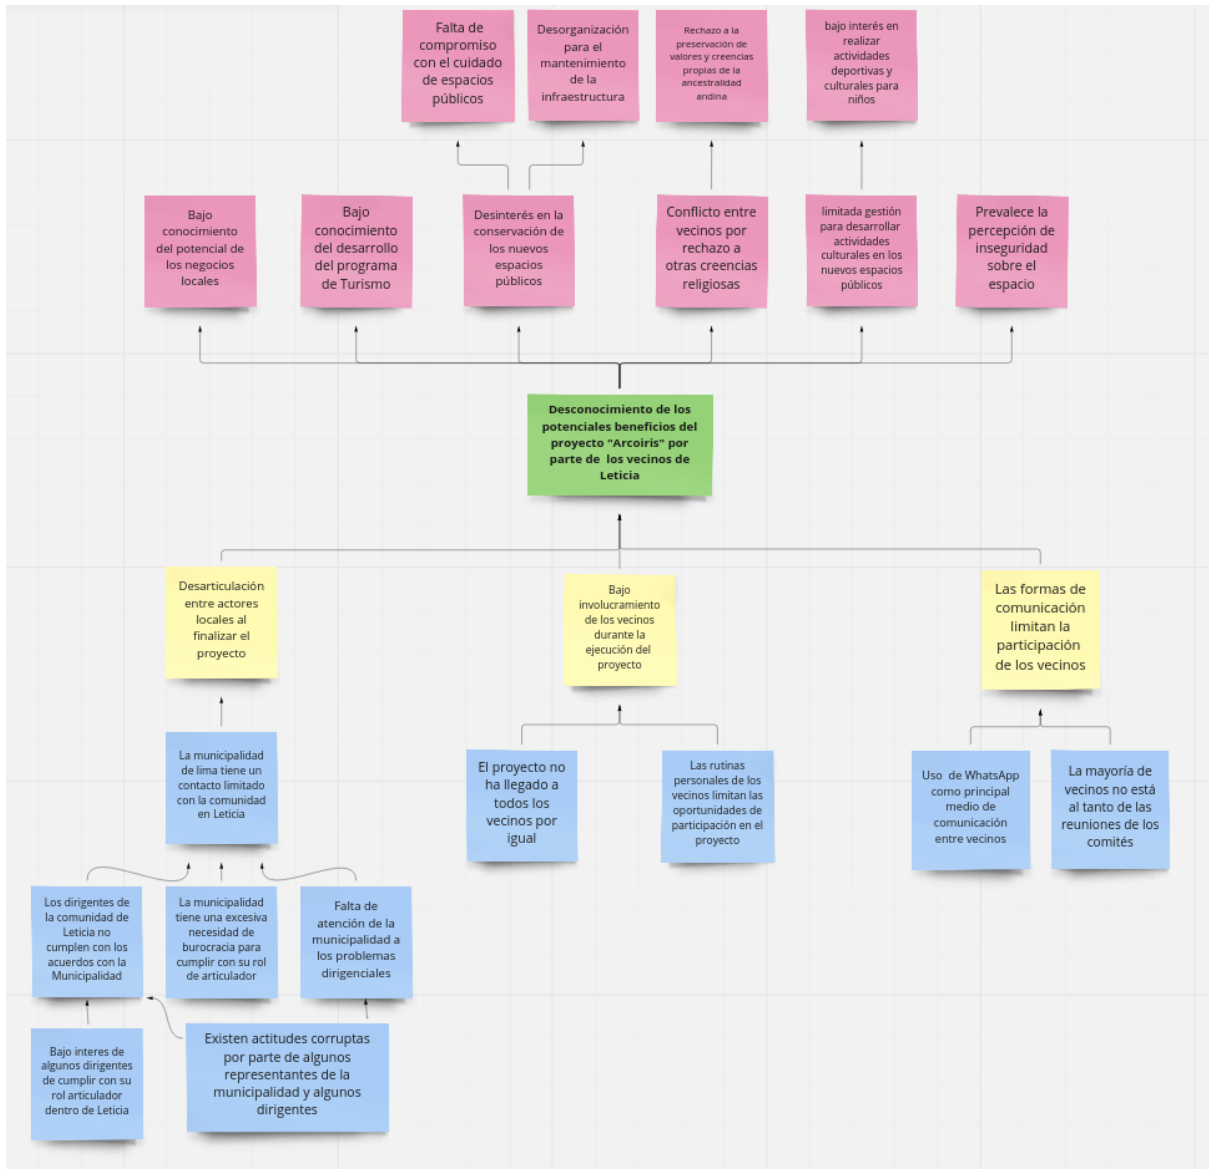 Falta de
compromiso
con el cuidado
de espacios
públicos
Desorganización
para el
mantenimiento
de la
infraestructura
Rechazo a la
preservación de
valores y creencias
propias de la
ancestralidad
andina
bajo interés en
realizar
actividades
deportivas y
culturales para
niños
Bajo
conocimiento
del potencial de
los negocios
locales
Bajo
conocimiento
del desarrollo
del programa
de Turismo
Desinterés en la
conservación de
los nuevos
espacios
públicos
Conflicto entre
vecinos por
rechazo a
otras creencias
religiosas
limitada gestión
para desarrollar
actividades
culturales en los
nuevos espacios
públicos
Prevalece la
percepción de
inseguridad
sobre el
espacio
Desconocimiento de los
potenciales beneficios del
proyecto "Arcoiris" por
parte de los vecinos de
Leticia
Desarticulación
entre actores
locales al
finalizar el
proyecto
Bajo
involucramiento
de los vecinos
durante la
ejecución del
proyecto
Las formas de
comunicación
limitan la
participación
de los vecinos
La municipalidad
de lima tiene un
contacto limitado
con la comunidad
en Leticia
El proyecto no
ha llegado a
todos los
vecinos por
igual
Las rutinas
personales de los
vecinos limitan las
oportunidades de
participación en el
proyecto
Uso de WhatsApp
como principal
medio de
comunicación
entre vecinos
La mayoría de
vecinos no está
al tanto de las
reuniones de los
comités
Los dirigentes de
la comunidad de
Leticia no
cumplen con los
acuerdos con la
Municipalidad
La municipalidad
tiene una excesiva
necesidad de
burocracia para
cumplir con su rol
de articulador
Falta de
atención de la
municipalidad a
los problemas
dirigenciales
Bajo interes de
algunos dirigentes
de cumplir con su
rol articulador
dentro de Leticia
Existen actitudes corruptas
por parte de algunos
representantes de la
municipalidad y algunos
dirigentes